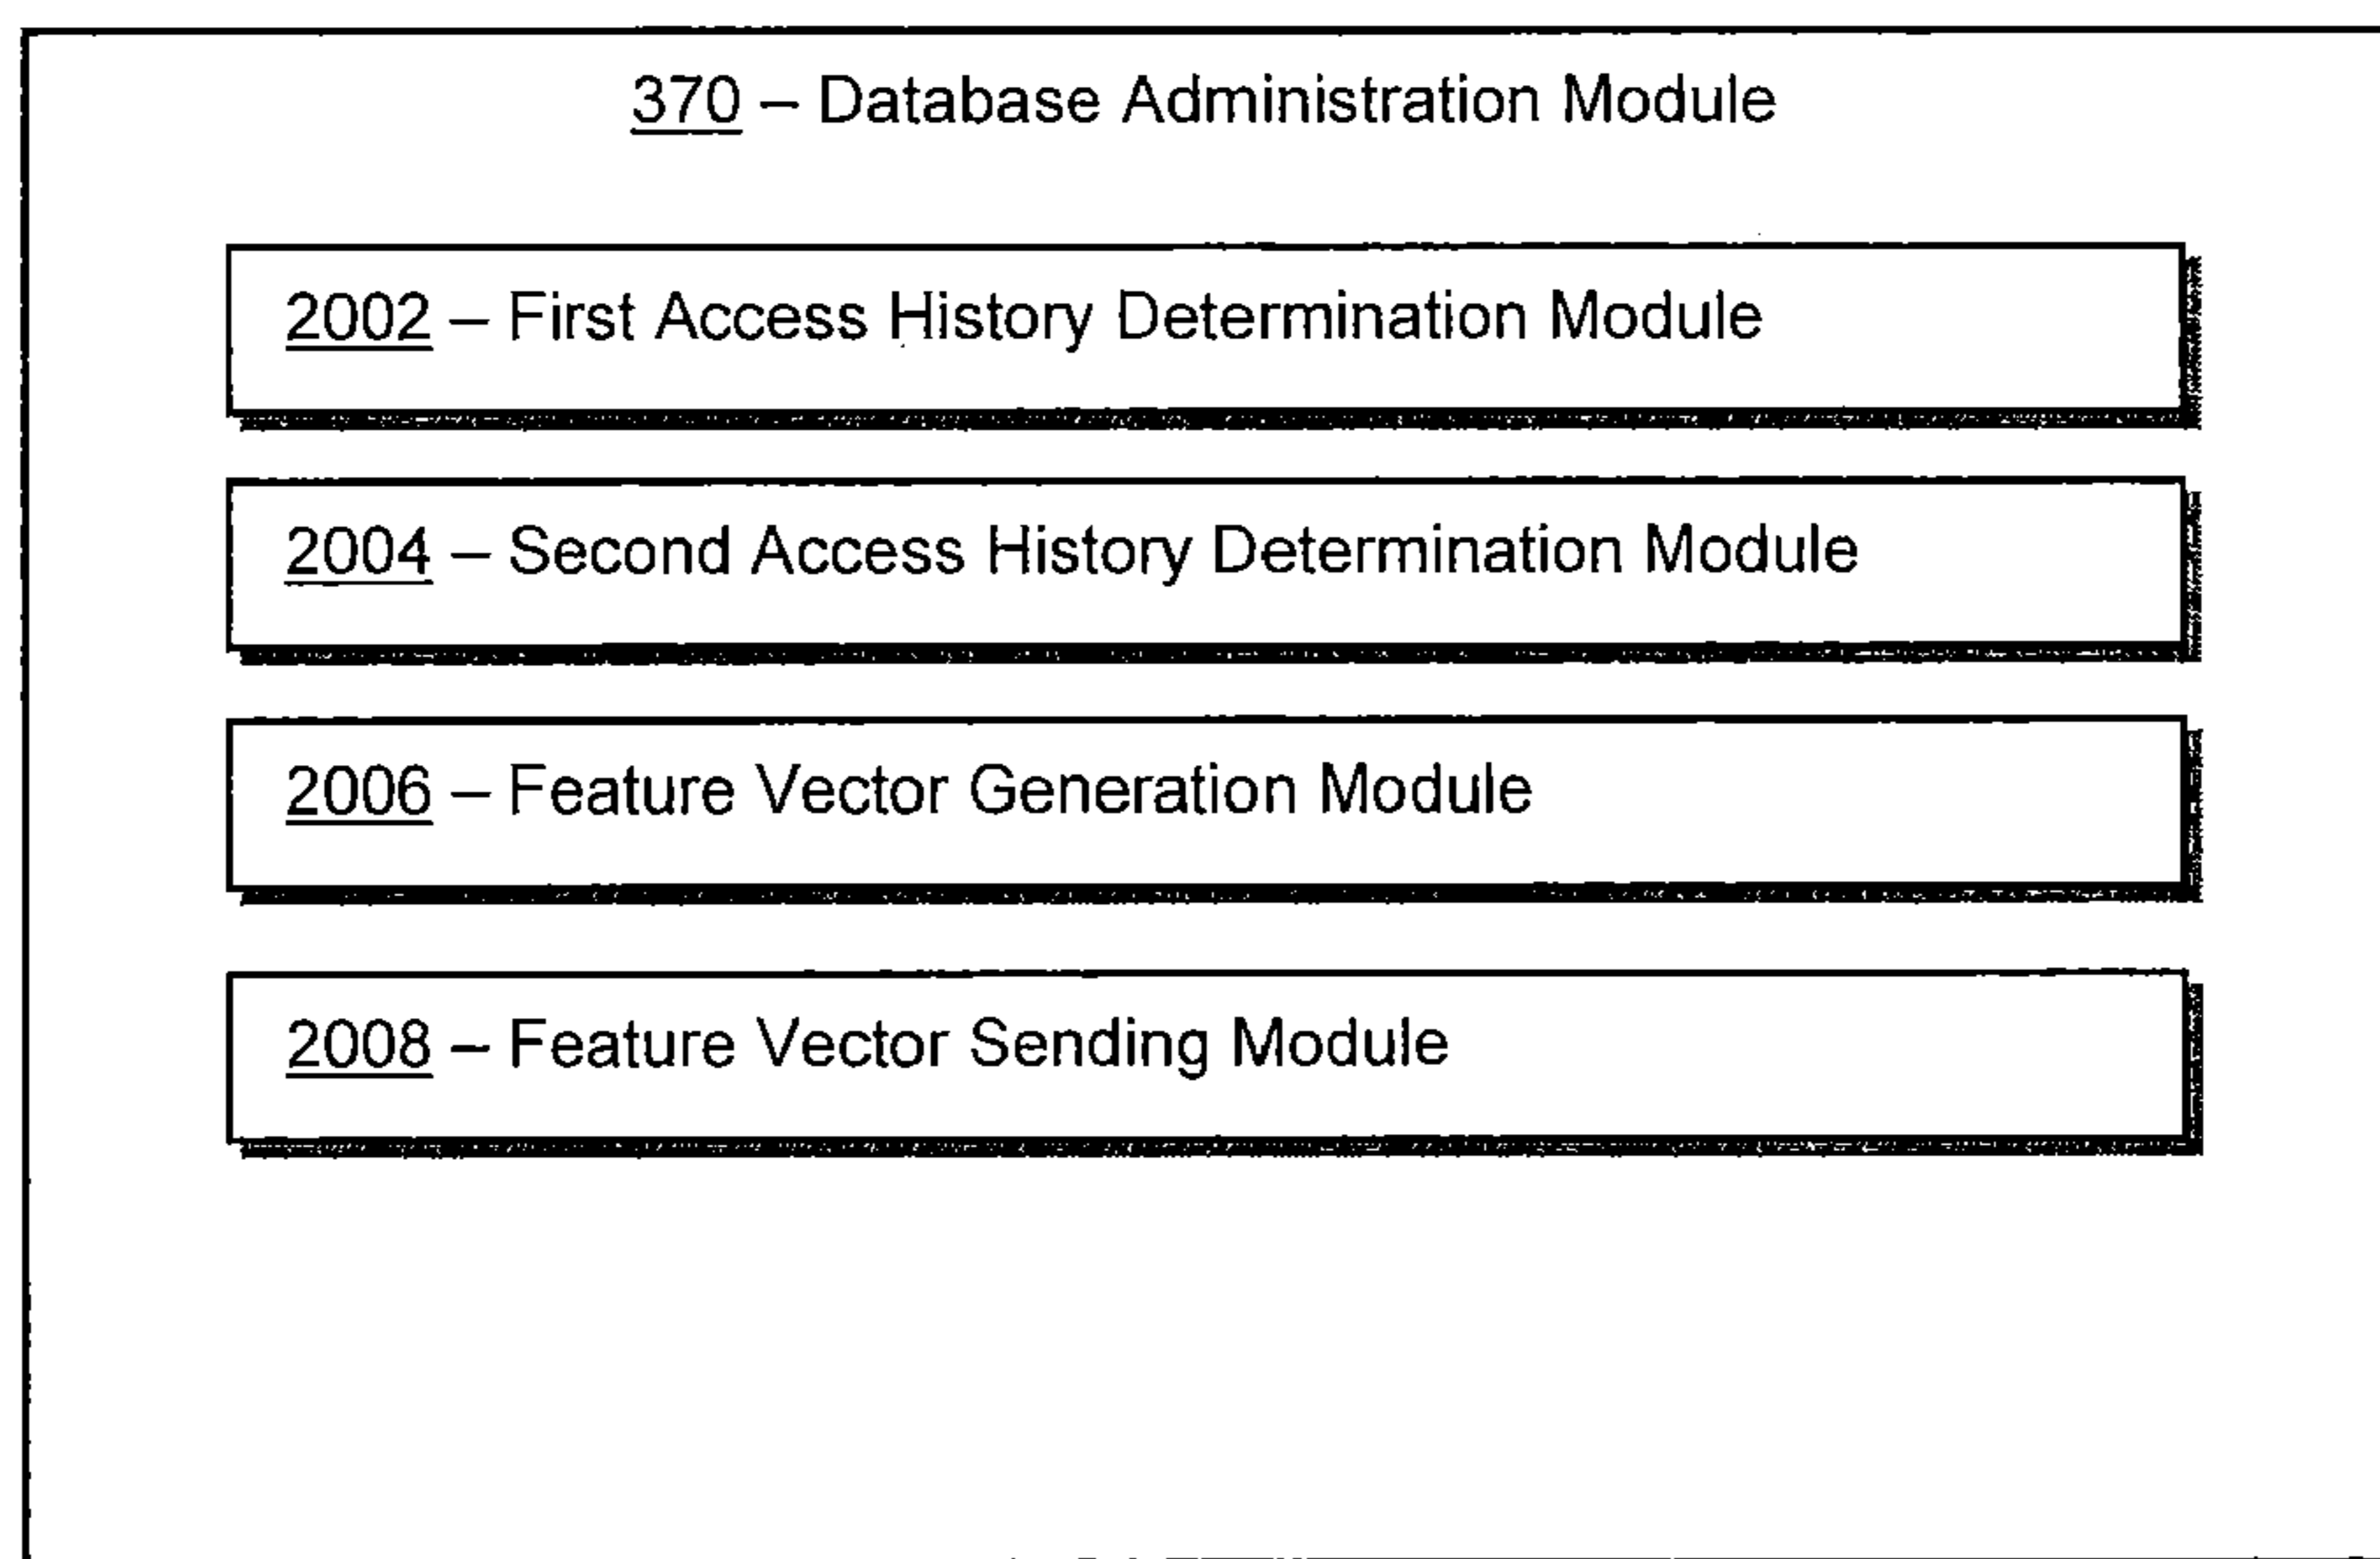 370 – Database Administration Module
2002 – First Access History Determination Module
2004 – Second Access History Determination Module
2006 – Feature Vector Generation Module
2008 – Feature Vector Sending Module